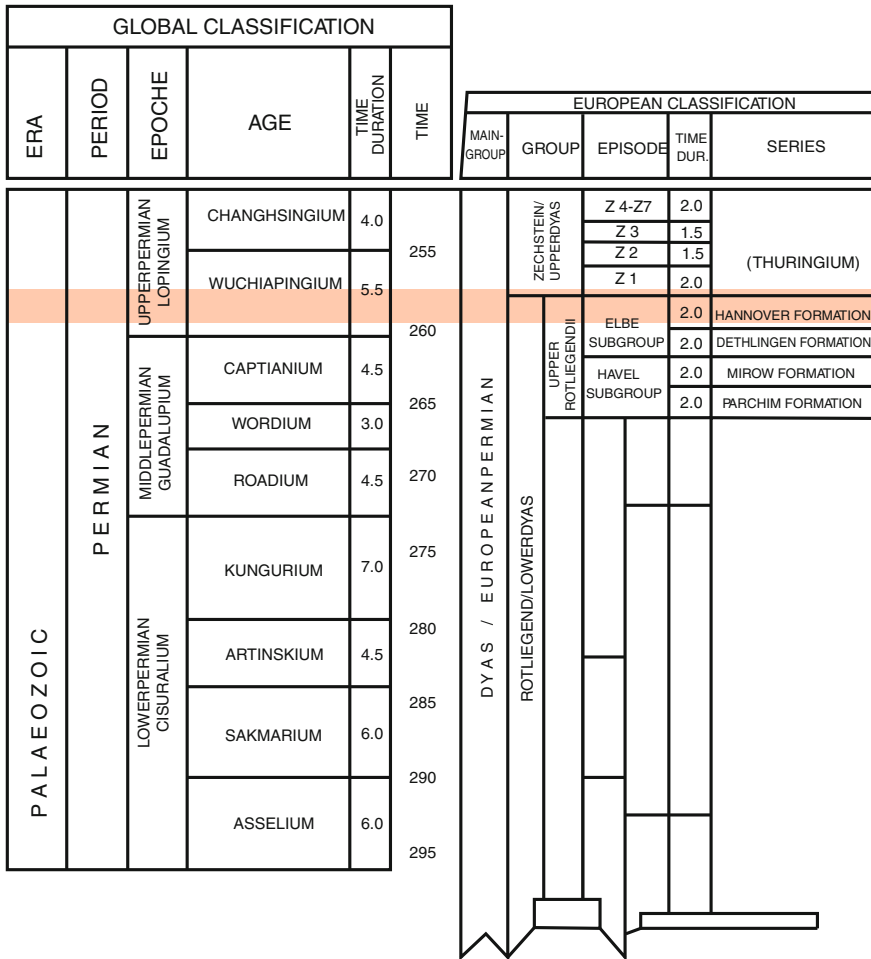 GLOBAL CLASSIFICATION
ERA
PERIOD
EPOCHE
AGE
TIME
DURATION
TIME
EUROPEAN CLASSIFICATION
MAIN-
GROUP
GROUP
EPISODE
TIME
DUR.
SERIES
PALAEOZOIC
PERMIAN
UPPERPERMIAN
LOPINGIUM
CHANGHSINGIUM
4.0
WUCHIAPINGIUM
5.5
MIDDLEPERMIAN
GUADALUPIUM
CAPTIANIUM
4.5
WORDIUM
3.0
ROADIUM
4.5
LOWERPERMIAN
CISURALIUM
KUNGURIUM
7.0
ARTINSKIUM
4.5
SAKMARIUM
6.0
ASSELIUM
6.0
255
260
265
270
275
280
285
290
295
DYAS / EUROPEANPERMIAN
ZECHSTEIN/
UPPERDYAS
Z 4-Z7
2.0
Z 3
1.5
Z 2
1.5
Z 1
2.0
(THURINGIUM)
ROTLIEGEND/LOWERDYAS
UPPER
ROTLIEGENDII
ELBE
SUBGROUP
2.0
HANNOVER FORMATION
2.0
DETHLINGEN FORMATION
HAVEL
SUBGROUP
2.0
MIROW FORMATION
2.0
PARCHIM FORMATION